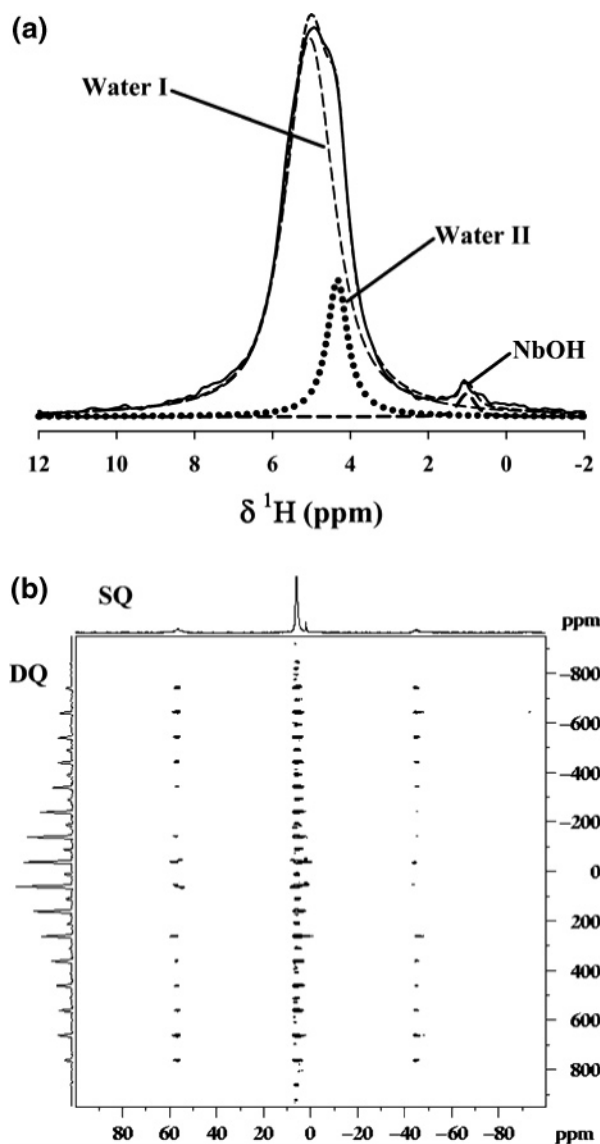 (a)
Water I
Water II
NbOH
12 10 8 6 4 2 0 -2
δ ¹H (ppm)
(b)
SQ
ppm
DQ
-800
-600
-400
-200
0
200
400
600
800
80 60 40 20 0 -20 -40 -60 -80 ppm